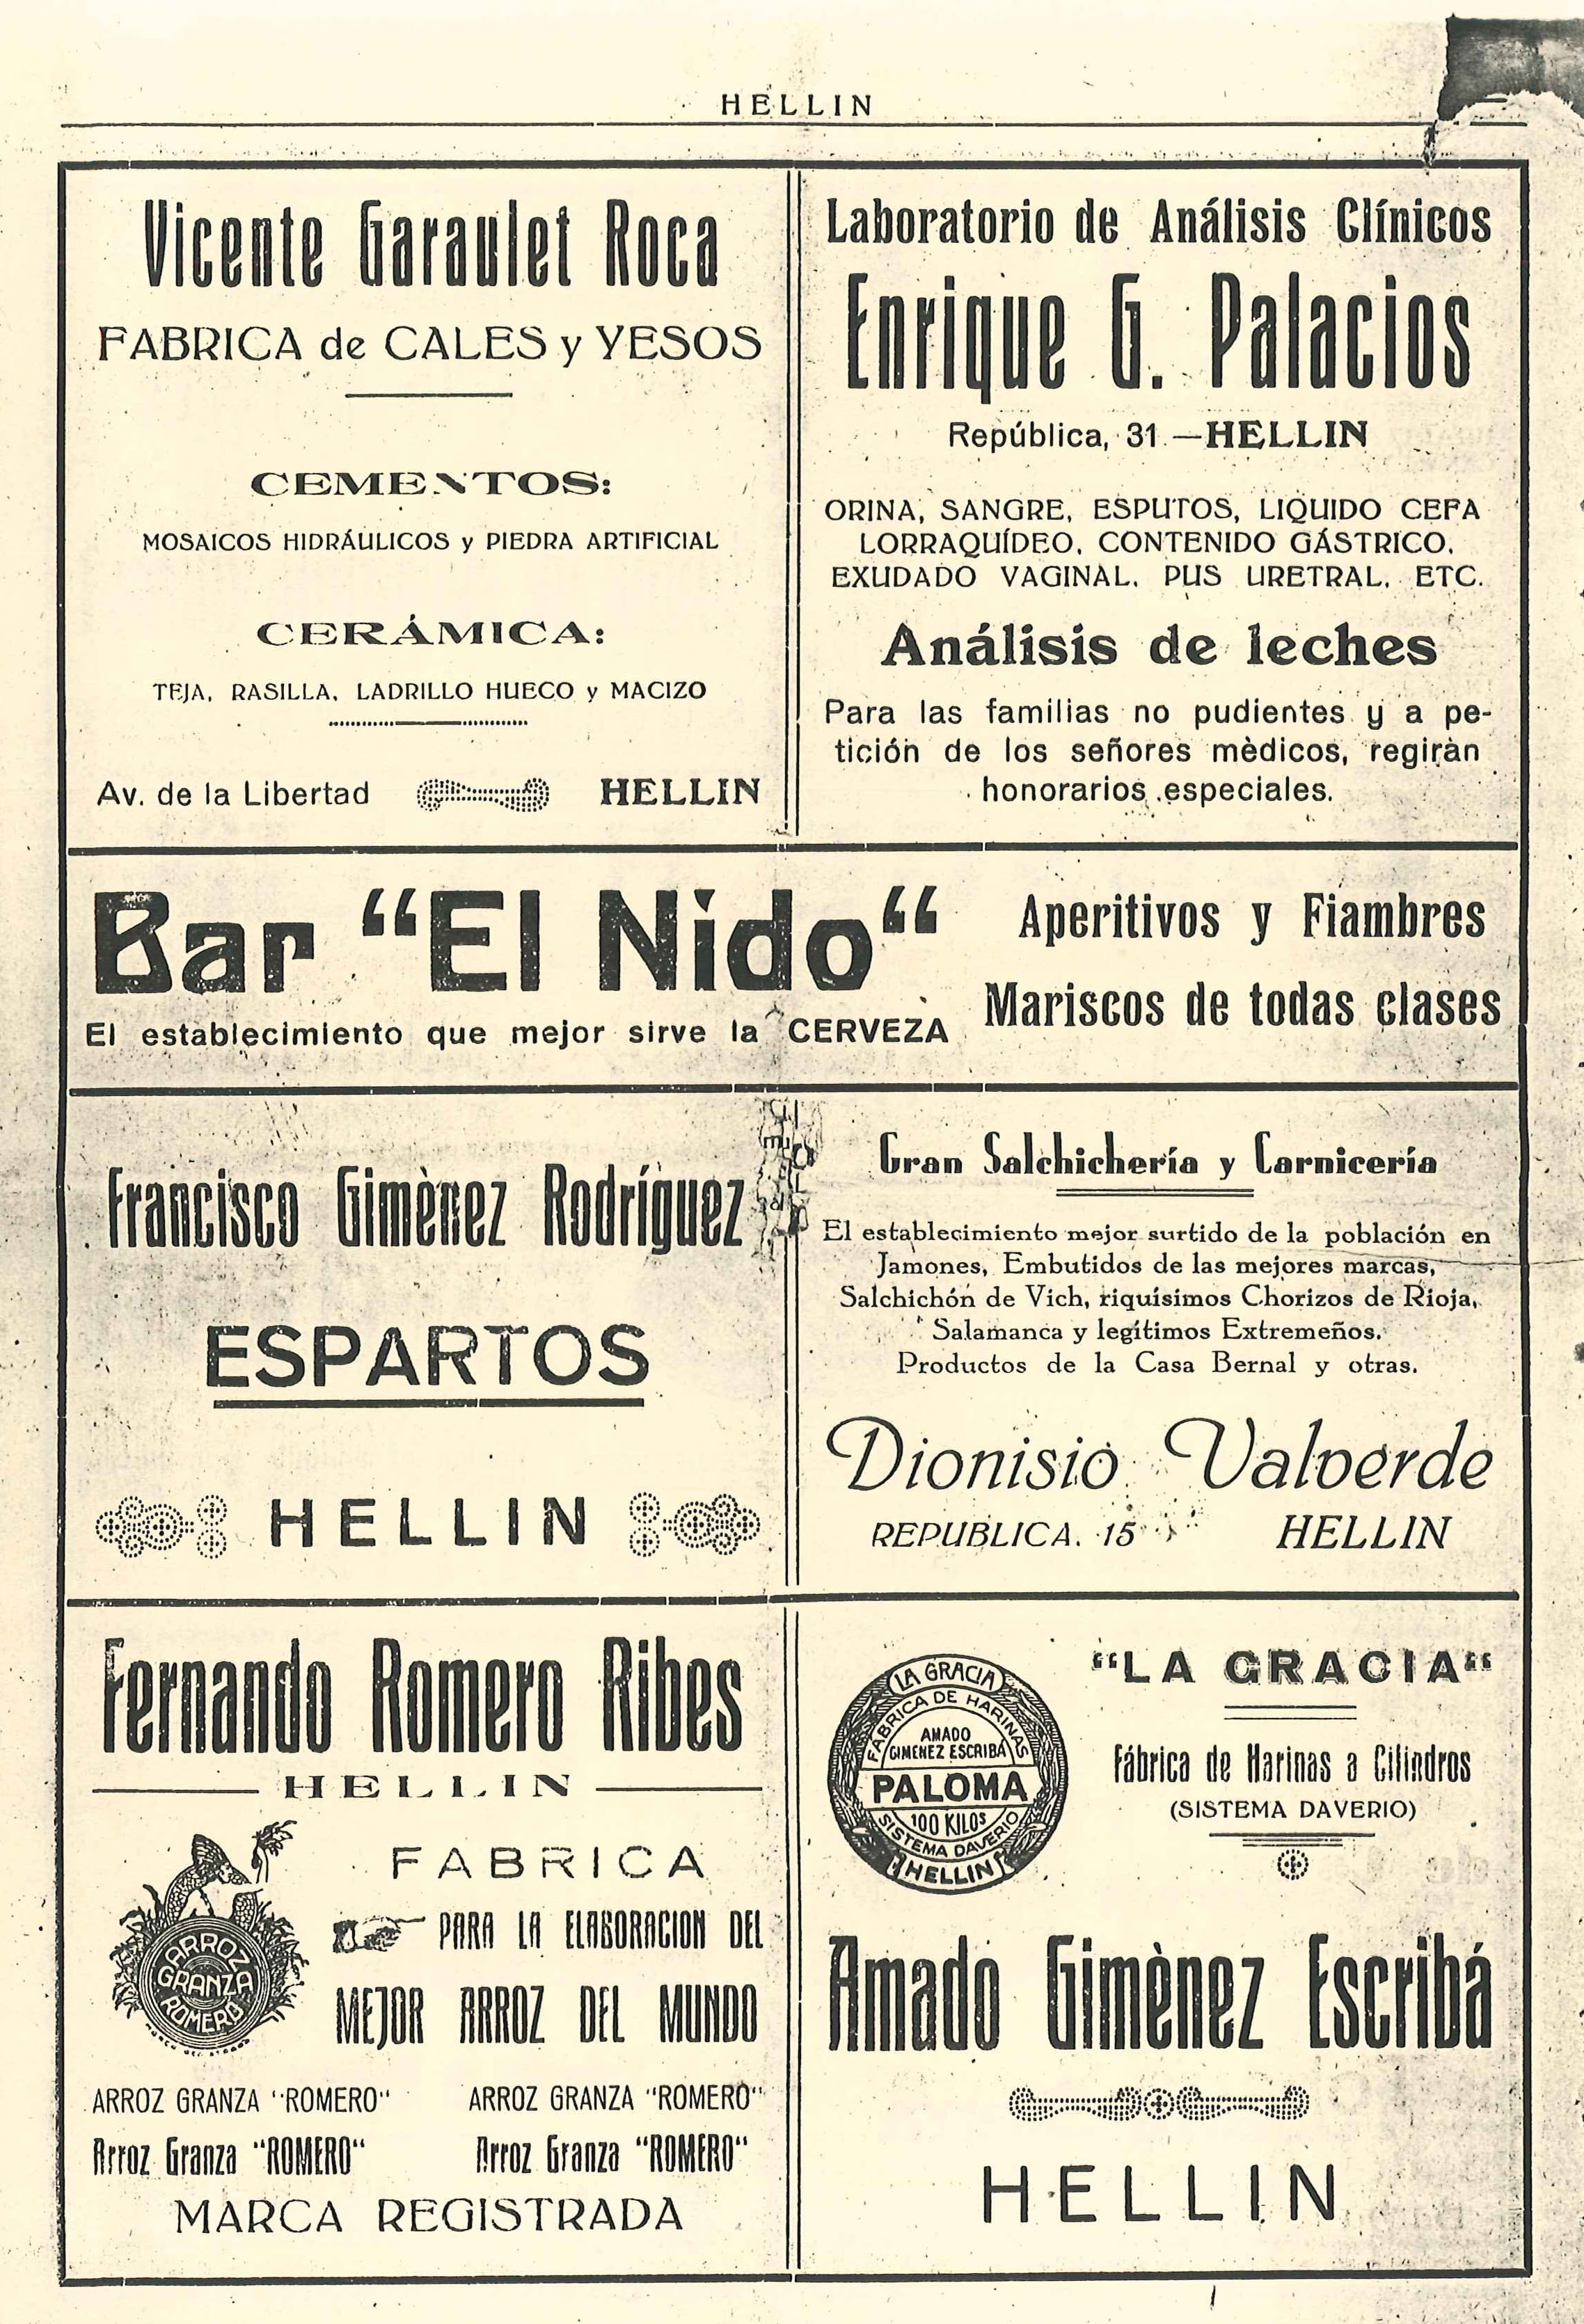 HELLIN
Vicente Garaulet Roca
FABRICA de CALES y YESOS
CEMENTOS:
MOSAICOS HIDRÁULICOS y PIEDRA ARTIFICIAL
CERÁMICA:
TEJA, RASILLA, LADRILLO HUECO y MACIZO
Av. de la Libertad HELLIN
Laboratorio de Análisis Clínicos
Enrique G. Palacios
República, 31.—HELLIN
ORINA, SANGRE, ESPUTOS, LIQUIDO CEFA
LORRAQUÍDEO, CONTENIDO GÁSTRICO,
EXUDADO VAGINAL, PUS URETRAL, ETC.
Análisis de leches
Para las familias no pudientes y a pe-
tición de los señores mèdicos, regiràn
honorarios especiales.
Bar “El Nido“
El establecimiento que mejor sirve la CERVEZA
Aperitivos y Fiambres
Mariscos de todas clases
Francisco Gimènez Rodríguez
ESPARTOS
HELLIN
Gran Salchichería y Carnicería
El establecimiento mejor surtido de la población en
Jamones, Embutidos de las mejores marcas,
Salchichón de Vich, riquísimos Chorizos de Rioja,
Salamanca y legítimos Extremeños.
Productos de la Casa Bernal y otras.
Dionisio Valverde
REPUBLICA. 15 HELLIN
Fernando Romero Ribes
HELLIN
FABRICA
PARA LA ELABORACION DEL
MEJOR ARROZ DEL MUNDO
ARROZ
GRANZA
ROMERO
ARROZ GRANZA “ROMERO“ ARROZ GRANZA “ROMERO“
Arroz Granza “ROMERO“ Arroz Granza “ROMERO“
MARCA REGISTRADA
LA GRACIA
FABRICA DE HARINAS
AMADO
GIMENEZ ESCRIBÁ
PALOMA
100 KILOS
SISTEMA DAVERIO
HELLIN
“LA GRACIA“
Fábrica de Harinas a Cilindros
(SISTEMA DAVERIO)
Amado Gimènez Escribá
HELLIN